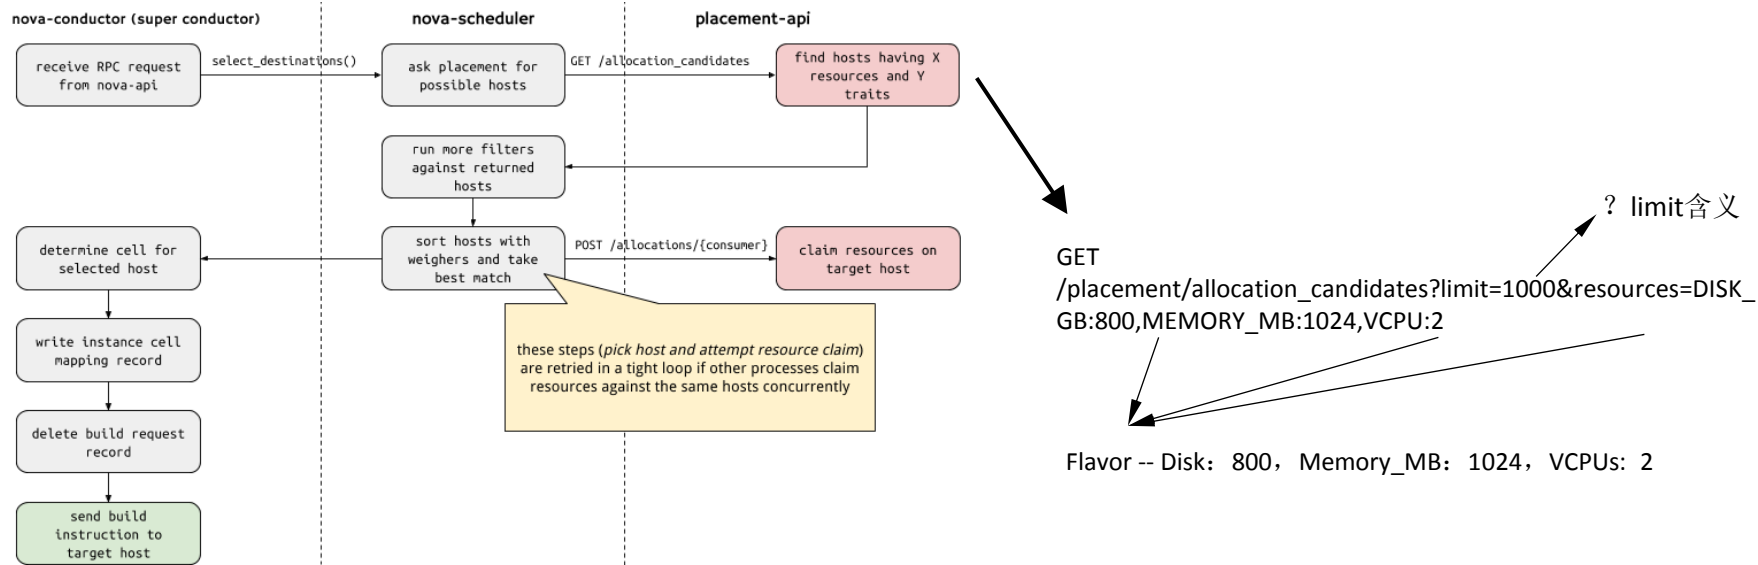 nova-conductor (super conductor)
nova-scheduler
placement-api
receive RPC request
from nova-api
select_destinations()
ask placement for
possible hosts
GET /allocation_candidates
find hosts having X
resources and Y
traits
run more filters
against returned
hosts
determine cell for
selected host
sort hosts with
weighers and take
best match
POST /allocations/{consumer}
claim resources on
target host
these steps (pick host and attempt resource claim)
are retried in a tight loop if other processes claim
resources against the same hosts concurrently
write instance cell
mapping record
delete build request
record
send build
instruction to
target host
？limit含义
GET
/placement/allocation_candidates?limit=1000&resources=DISK_
GB:800,MEMORY_MB:1024,VCPU:2
Flavor -- Disk：800，Memory_MB：1024，VCPUs: 2